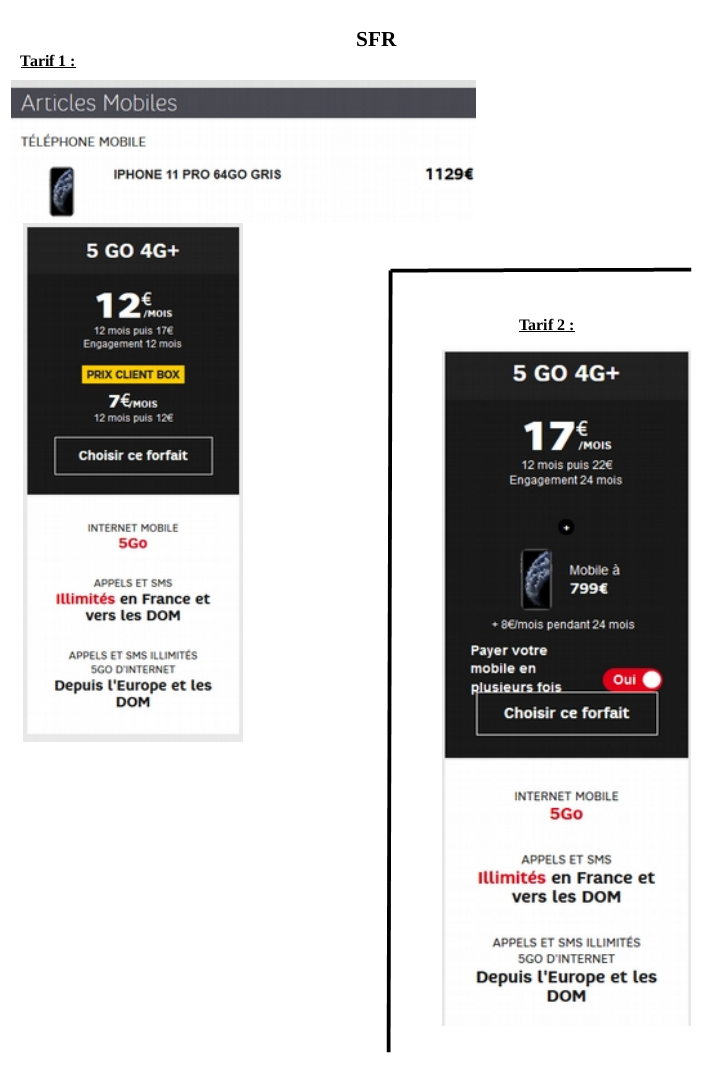 SFR
Tarif 1 :
Articles Mobiles
TÉLÉPHONE MOBILE
IPHONE 11 PRO 64GO GRIS 1129€
5 GO 4G+
12€/MOIS
12 mois puis 17€
Engagement 12 mois
PRIX CLIENT BOX
7€/MOIS
12 mois puis 12€
Choisir ce forfait
INTERNET MOBILE
5Go
APPELS ET SMS
Illimités en France et
vers les DOM
APPELS ET SMS ILLIMITÉS
5GO D'INTERNET
Depuis l'Europe et les
DOM
Tarif 2 :
5 GO 4G+
17€/MOIS
12 mois puis 22€
Engagement 24 mois
+
Mobile à
799€
+ 8€/mois pendant 24 mois
Payer votre
mobile en
plusieurs fois
Oui
Choisir ce forfait
INTERNET MOBILE
5Go
APPELS ET SMS
Illimités en France et
vers les DOM
APPELS ET SMS ILLIMITÉS
5GO D'INTERNET
Depuis l'Europe et les
DOM